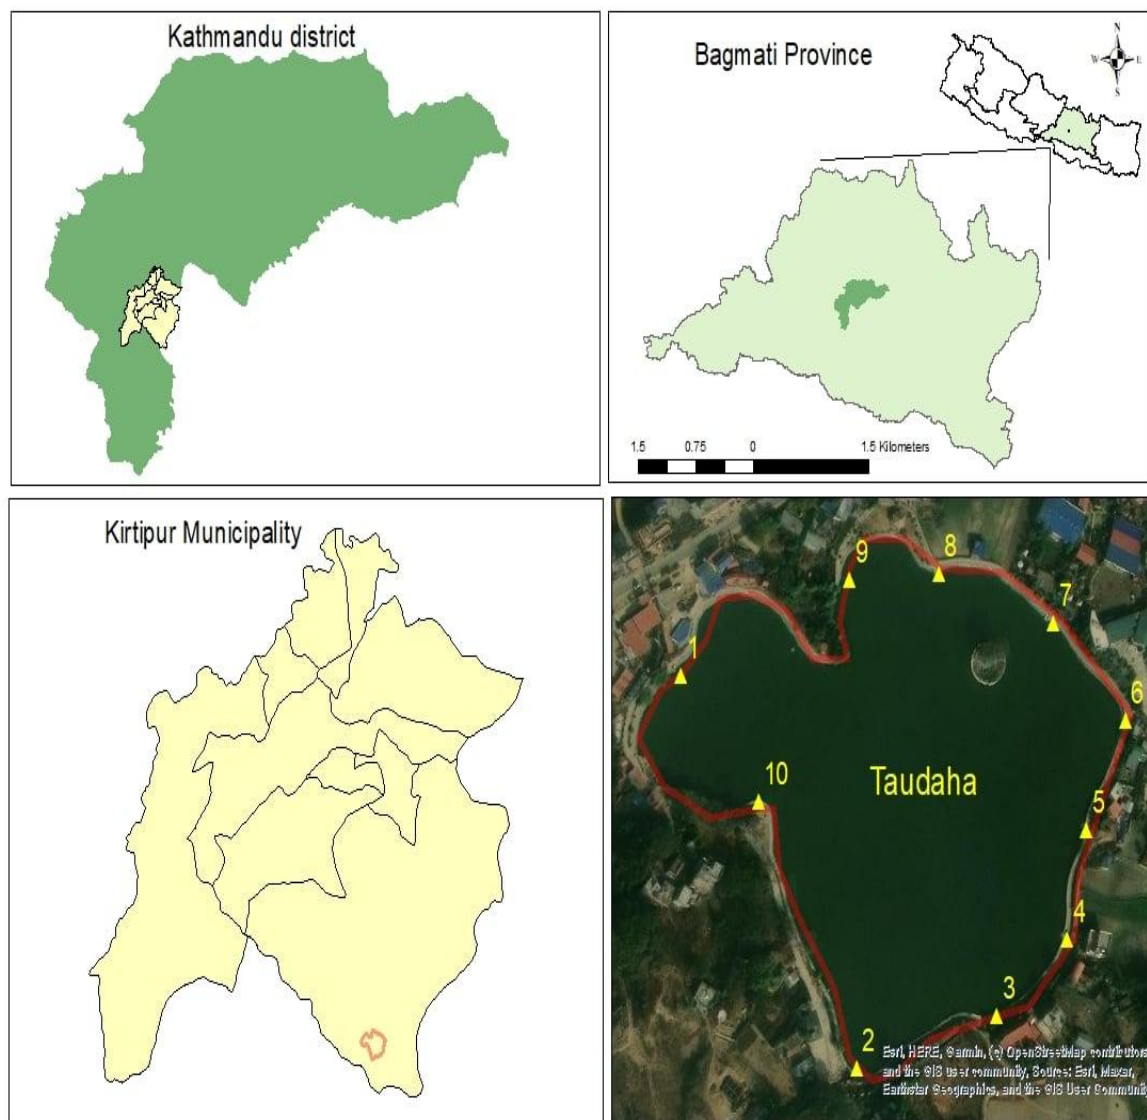 Kathmandu district
Bagmati Province
N
W E
S
1.5 0.75 0 1.5 Kilometers
Kirtipur Municipality
9
8
7
1
6
10
Taudaha
5
4
3
2
Esri, HERE, Garmin, (c) OpenStreetMap contributors
and the GIS user community, Source: Esri, Maxar,
Earthstar Geographics, and the GIS User Community